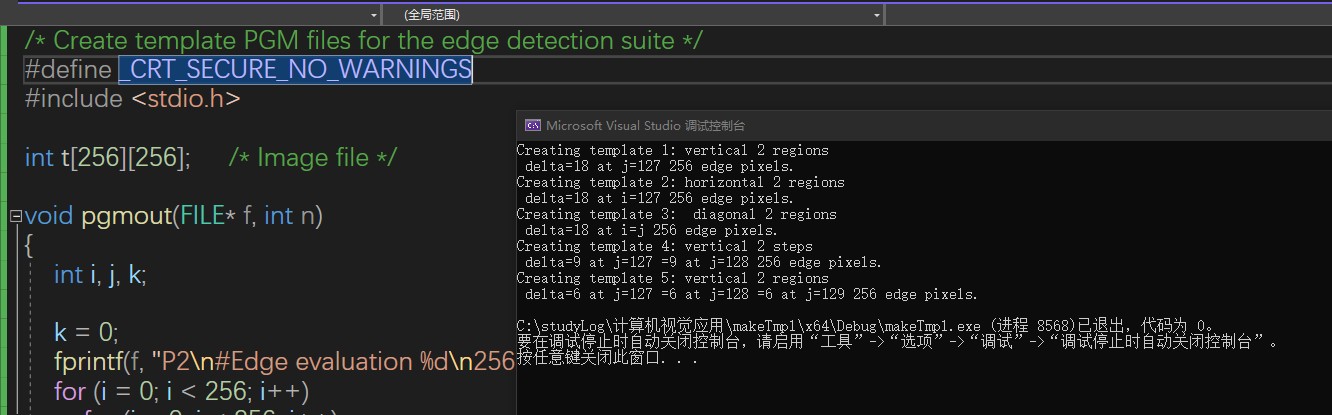 (全局范围)
/* Create template PGM files for the edge detection suite */
#define _CRT_SECURE_NO_WARNINGS
#include <stdio.h>
int t[256][256];    /* Image file */
void pgmout(FILE* f, int n)
{
int i, j, k;
k = 0;
fprintf(f, "P2\n#Edge evaluation %d\n256
for (i = 0; i < 256; i++)
Microsoft Visual Studio 调试控制台
Creating template 1: vertical 2 regions
delta=18 at j=127 256 edge pixels.
Creating template 2: horizontal 2 regions
delta=18 at i=127 256 edge pixels.
Creating template 3:  diagonal 2 regions
delta=18 at i=j 256 edge pixels.
Creating template 4: vertical 2 steps
delta=9 at j=127 =9 at j=128 256 edge pixels.
Creating template 5: vertical 2 regions
delta=6 at j=127 =6 at j=128 =6 at j=129 256 edge pixels.
C:\studyLog\计算机视觉应用\makeTmpl\x64\Debug\makeTmpl.exe (进程 8568)已退出，代码为 0。
要在调试停止时自动关闭控制台，请启用“工具”->“选项”->“调试”->“调试停止时自动关闭控制台”。
按任意键关闭此窗口. . .